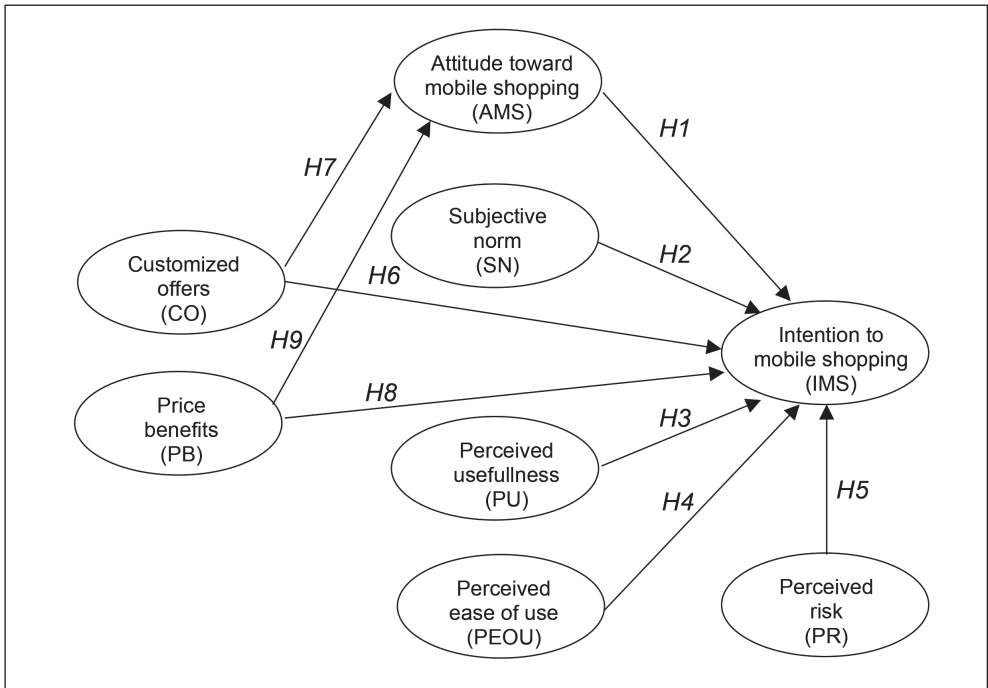 Attitude toward
mobile shopping
(AMS)
H1
H7
Subjective
norm
(SN)
H2
Customized
offers
(CO)
H6
H9
Intention to
mobile shopping
(IMS)
Price
benefits
(PB)
H8
H3
Perceived
usefullness
(PU)
H4
H5
Perceived
ease of use
(PEOU)
Perceived
risk
(PR)